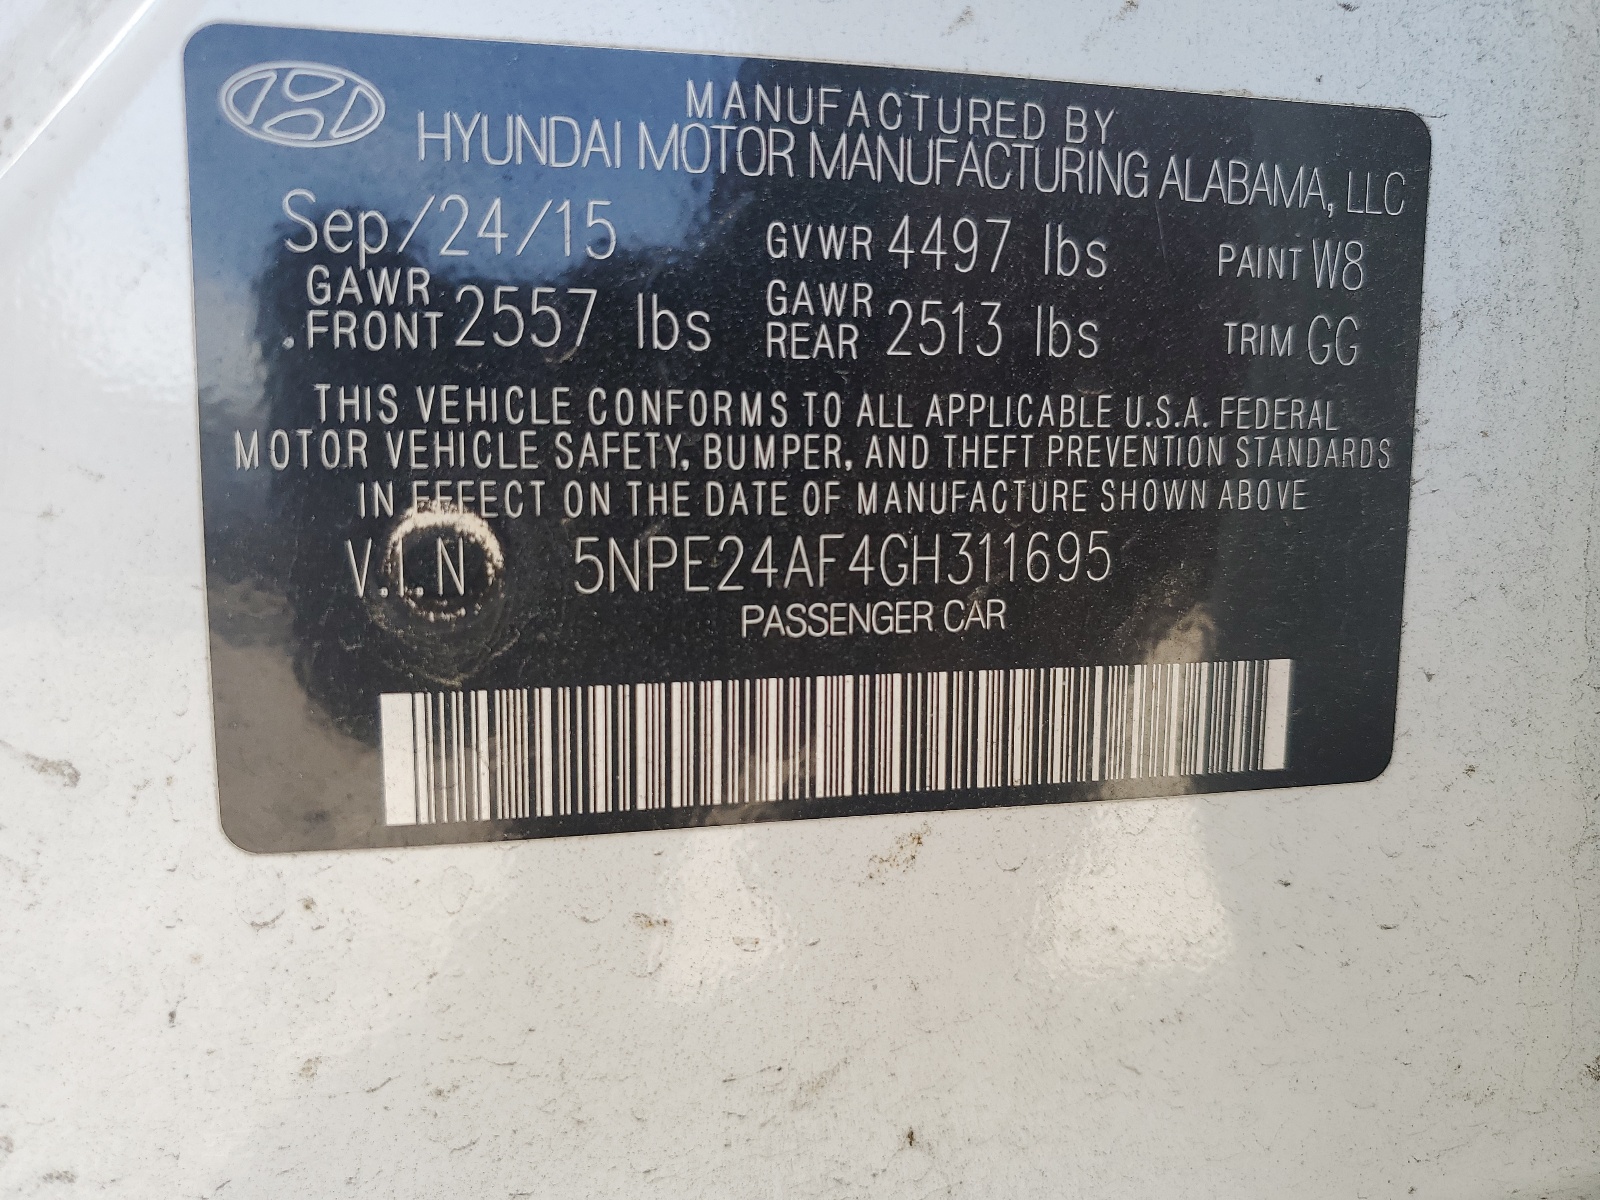 MANUFACTURED BY
HYUNDAI MOTOR MANUFACTURING ALABAMA, LLC
Sep/24/15 GVWR 4497 lbs PAINT W8
GAWR FRONT 2557 lbs GAWR REAR 2513 lbs TRIM GG
THIS VEHICLE CONFORMS TO ALL APPLICABLE U.S.A. FEDERAL
MOTOR VEHICLE SAFETY, BUMPER, AND THEFT PREVENTION STANDARDS
IN EFFECT ON THE DATE OF MANUFACTURE SHOWN ABOVE
V.I.N 5NPE24AF4GH311695
PASSENGER CAR